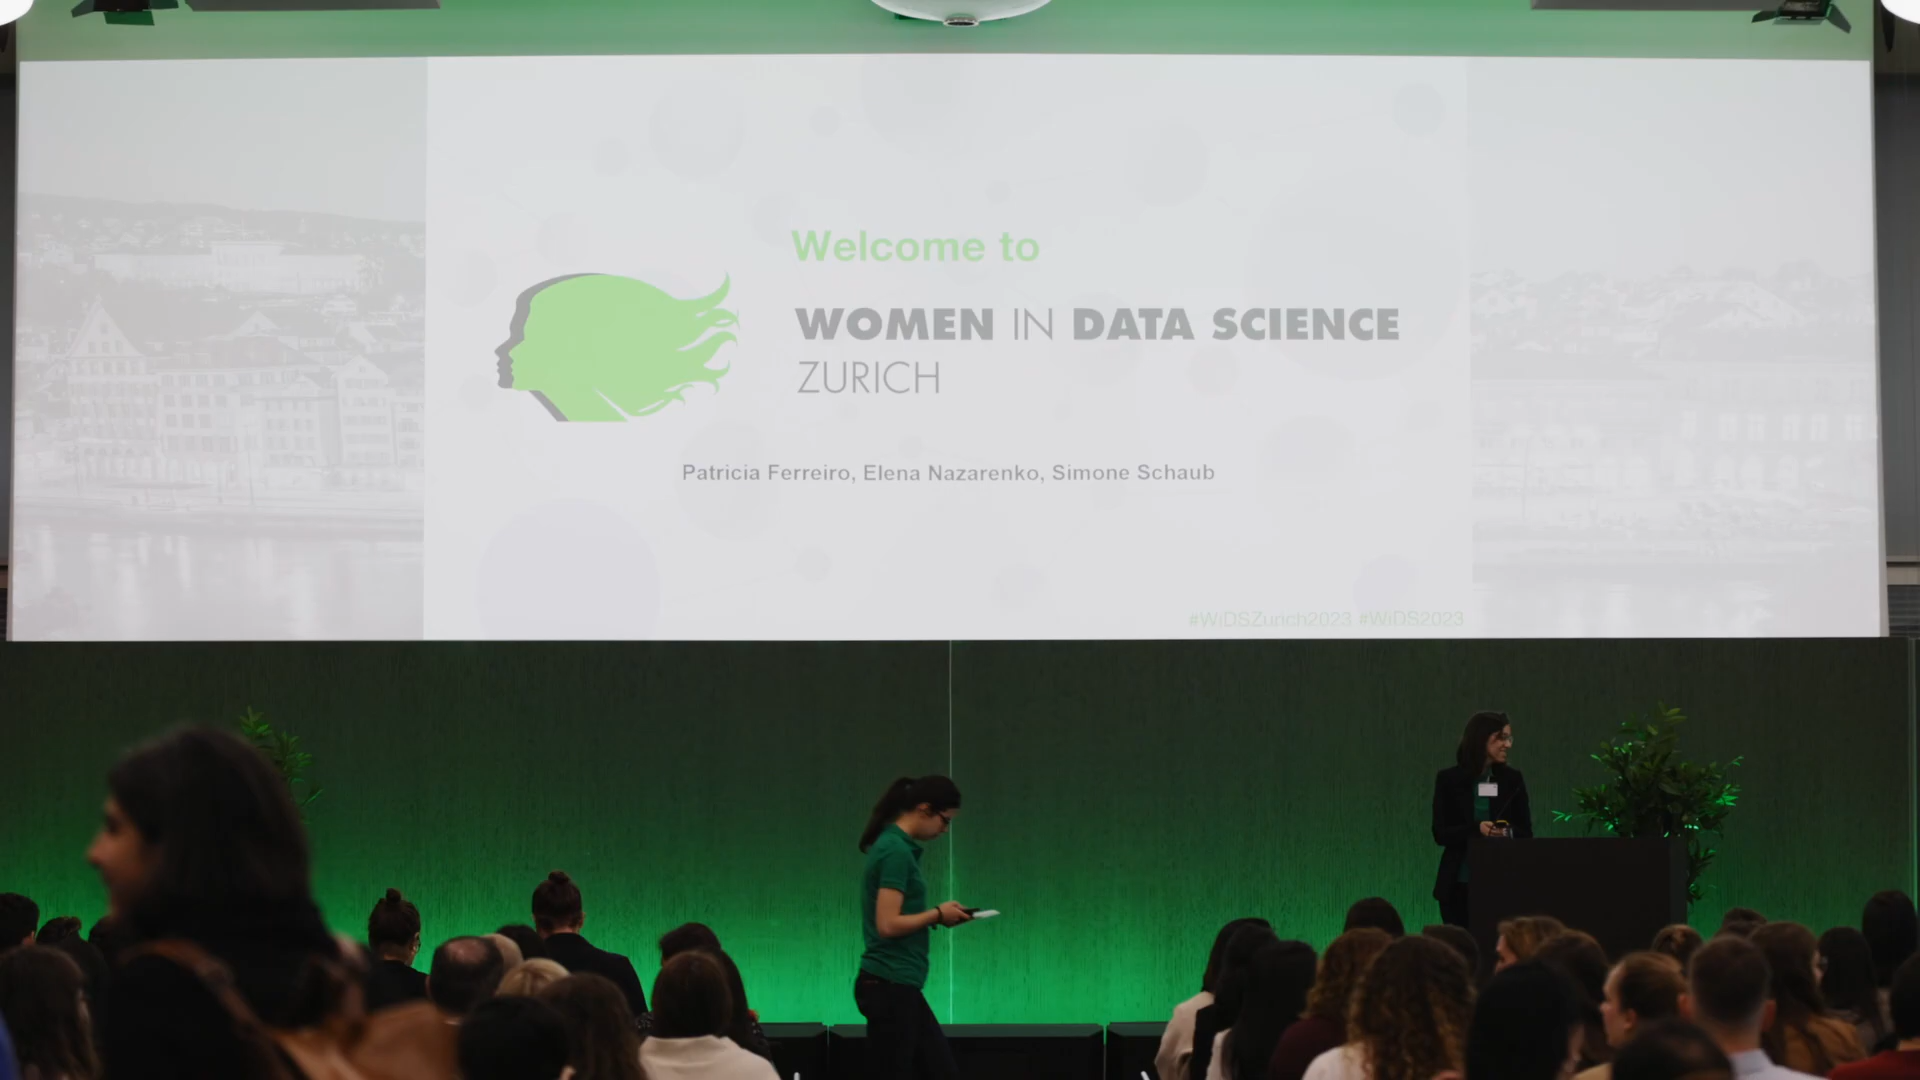 Welcome to
WOMEN IN DATA SCIENCE
ZURICH
Patricia Ferreiro, Elena Nazarenko, Simone Schaub
#WiDSZurich2023 #WiDS2023